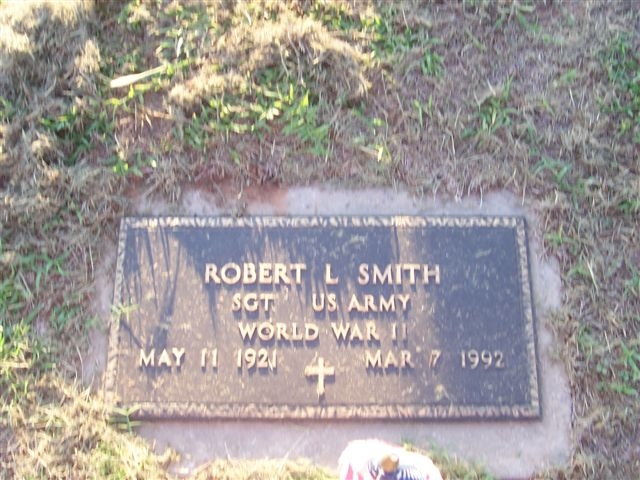 ROBERT L SMITH
SGT US ARMY
WORLD WAR II
MAY 11 1921 MAR 7 1992